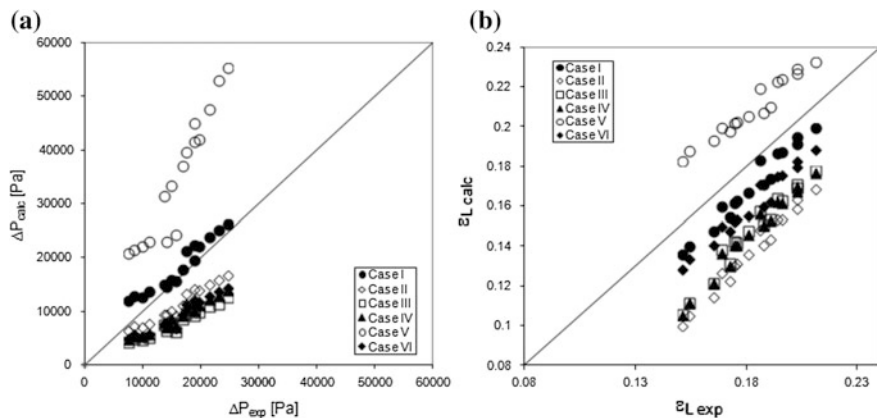 (a)
60000
50000
40000
30000
20000
10000
0
ΔPcalc [Pa]
0 10000 20000 30000 40000 50000 60000
ΔPexp [Pa]
Case I
Case II
Case III
Case IV
Case V
Case VI
(b)
0.24
0.22
0.2
0.18
0.16
0.14
0.12
0.1
0.08
εL calc
0.08 0.13 0.18 0.23
εL exp
Case I
Case II
Case III
Case IV
Case V
Case VI